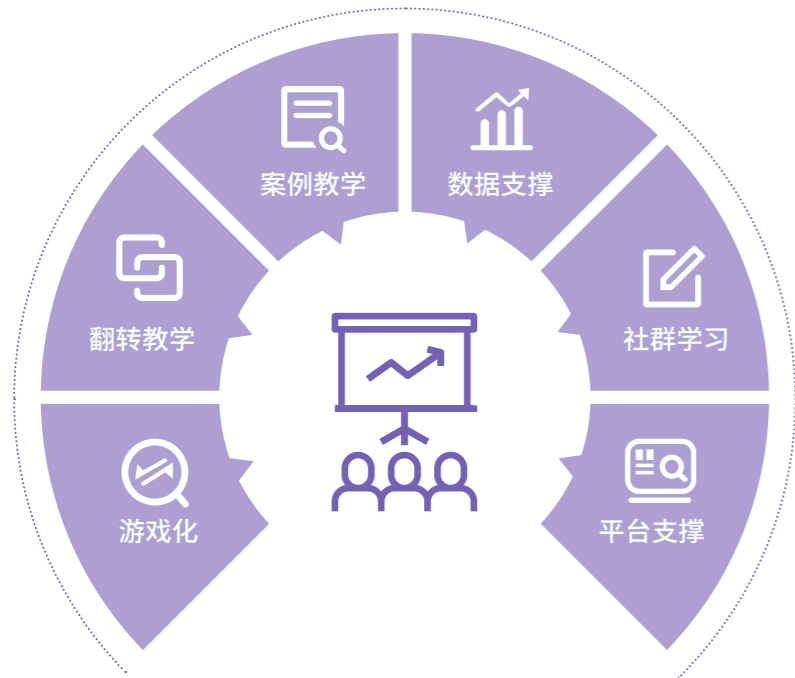 案例教学
数据支撑
翻转教学
社群学习
游戏化
平台支撑